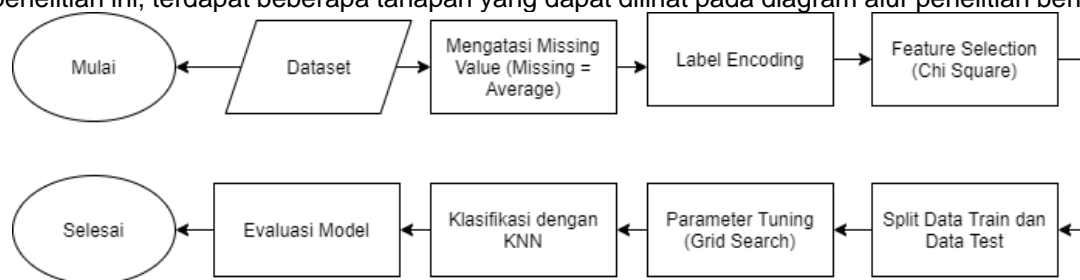 penelitian ini, terdapat beberapa tahapan yang dapat dilihat pada diagram alur penelitian
Mulai
Dataset
Mengatasi Missing
Value (Missing =
Average)
Label Encoding
Feature Selection
(Chi Square)
Selesai
Evaluasi Model
Klasifikasi dengan
KNN
Parameter Tuning
(Grid Search)
Split Data Train dan
Data Test